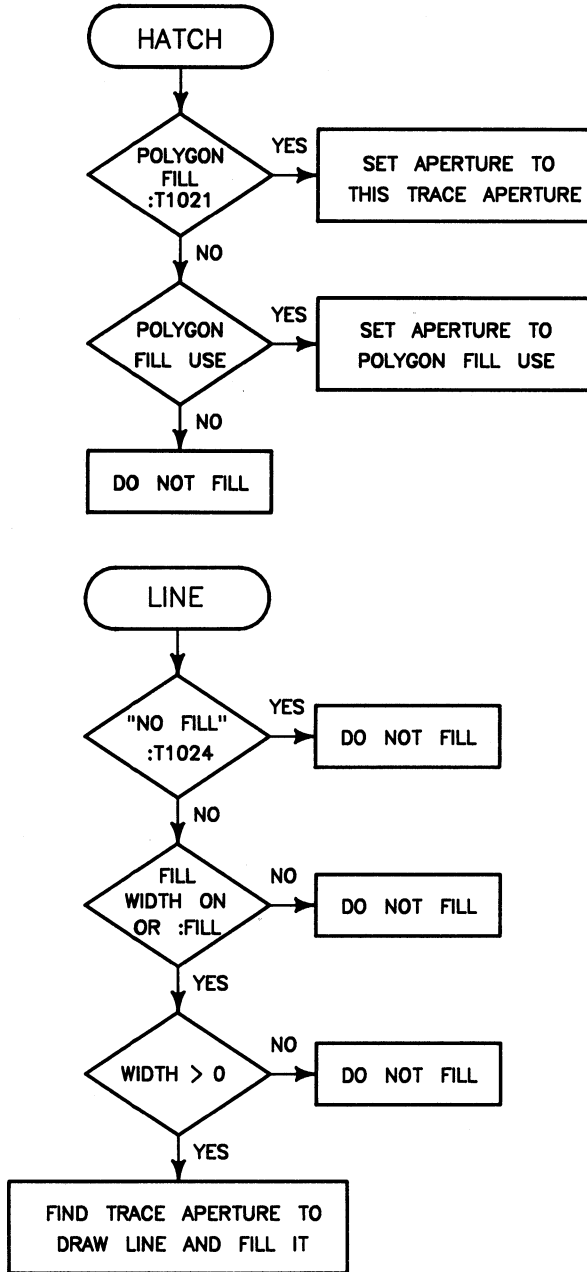 HATCH
POLYGON
FILL
:T1021
YES
SET APERTURE TO
THIS TRACE APERTURE
NO
POLYGON
FILL USE
YES
SET APERTURE TO
POLYGON FILL USE
NO
DO NOT FILL
LINE
"NO FILL"
:T1024
YES
DO NOT FILL
NO
FILL
WIDTH ON
OR :FILL
NO
DO NOT FILL
YES
WIDTH > 0
NO
DO NOT FILL
YES
FIND TRACE APERTURE TO
DRAW LINE AND FILL IT